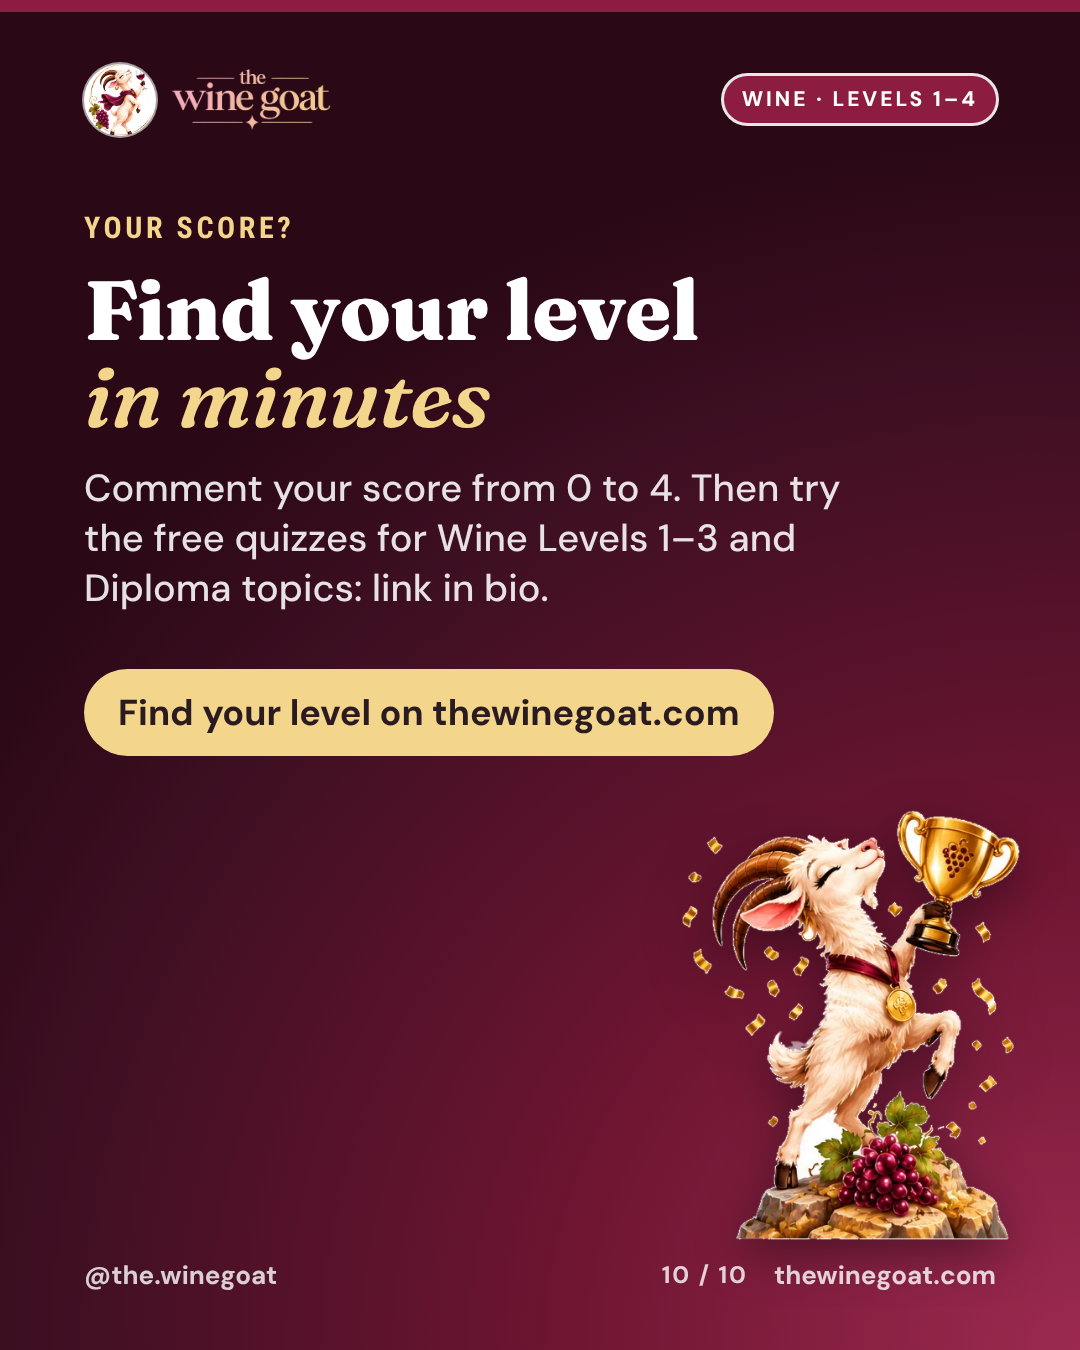 the
wine goat
WINE · LEVELS 1–4
YOUR SCORE?
Find your level
in minutes
Comment your score from 0 to 4. Then try
the free quizzes for Wine Levels 1–3 and
Diploma topics: link in bio.
Find your level on thewinegoat.com
@the.winegoat
10 / 10
thewinegoat.com